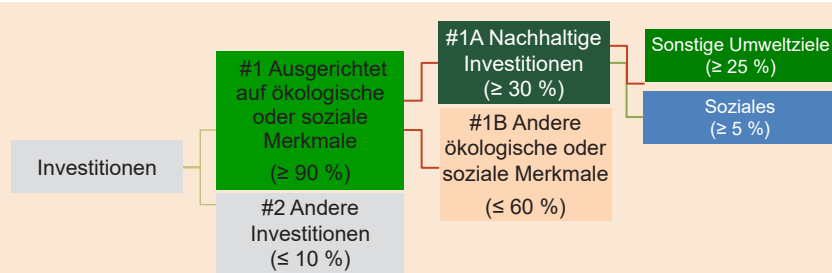 Investitionen
#1 Ausgerichtet
auf ökologische
oder soziale
Merkmale
(≥ 90 %)
#2 Andere
Investitionen
(≤ 10 %)
#1A Nachhaltige
Investitionen
(≥ 30 %)
#1B Andere
ökologische oder
soziale Merkmale
(≤ 60 %)
Sonstige Umweltziele
(≥ 25 %)
Soziales
(≥ 5 %)